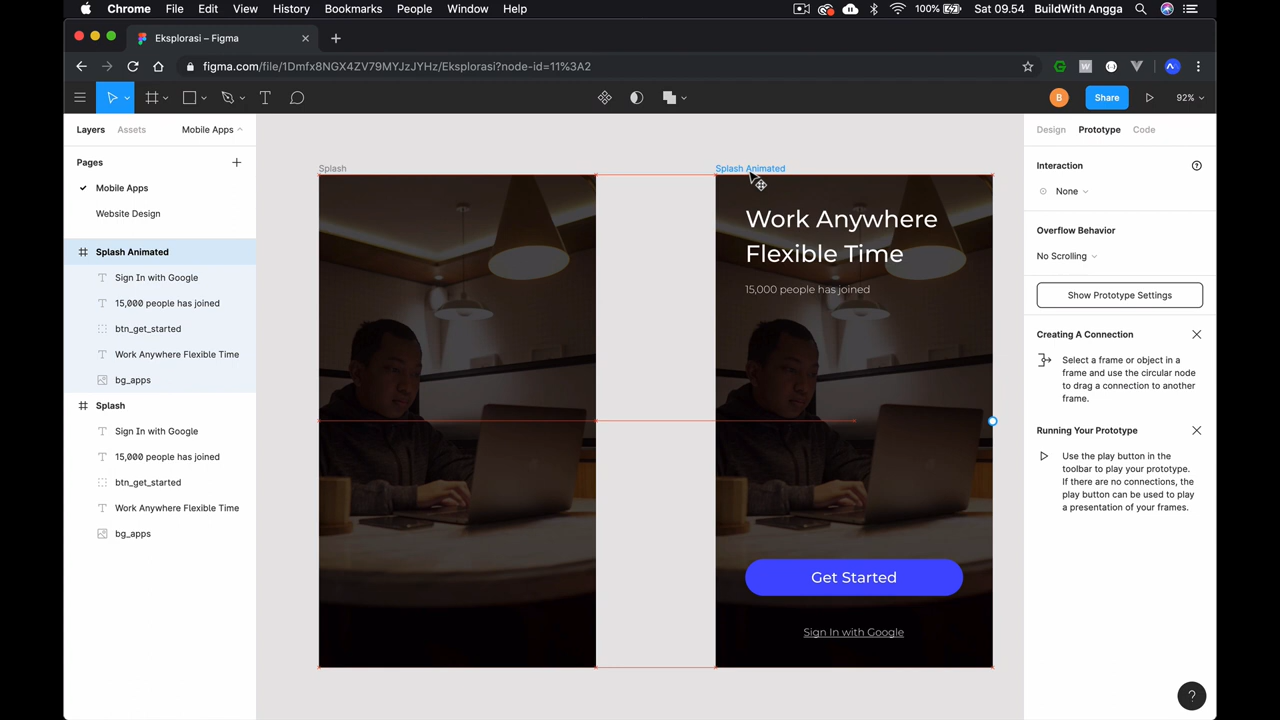 Chrome File Edit View History Bookmarks People Window Help 100% Sat 09.54 BuildWith Angga
Eksplorasi – Figma
figma.com/file/1Dmfx8NGX4ZV79MYJzJYHz/Eksplorasi?node-id=11%3A2
B Share 92%
Layers Assets Mobile Apps
Pages
Mobile Apps
Website Design
Splash Animated
Sign In with Google
15,000 people has joined
btn_get_started
Work Anywhere Flexible Time
bg_apps
Splash
Sign In with Google
15,000 people has joined
btn_get_started
Work Anywhere Flexible Time
bg_apps
Splash
Splash Animated
Work Anywhere
Flexible Time
15,000 people has joined
Get Started
Sign In with Google
Design Prototype Code
Interaction
None
Overflow Behavior
No Scrolling
Show Prototype Settings
Creating A Connection
Select a frame or object in a
frame and use the circular node
to drag a connection to another
frame.
Running Your Prototype
Use the play button in the
toolbar to play your prototype.
If there are no connections, the
play button can be used to play
a presentation of your frames.
?